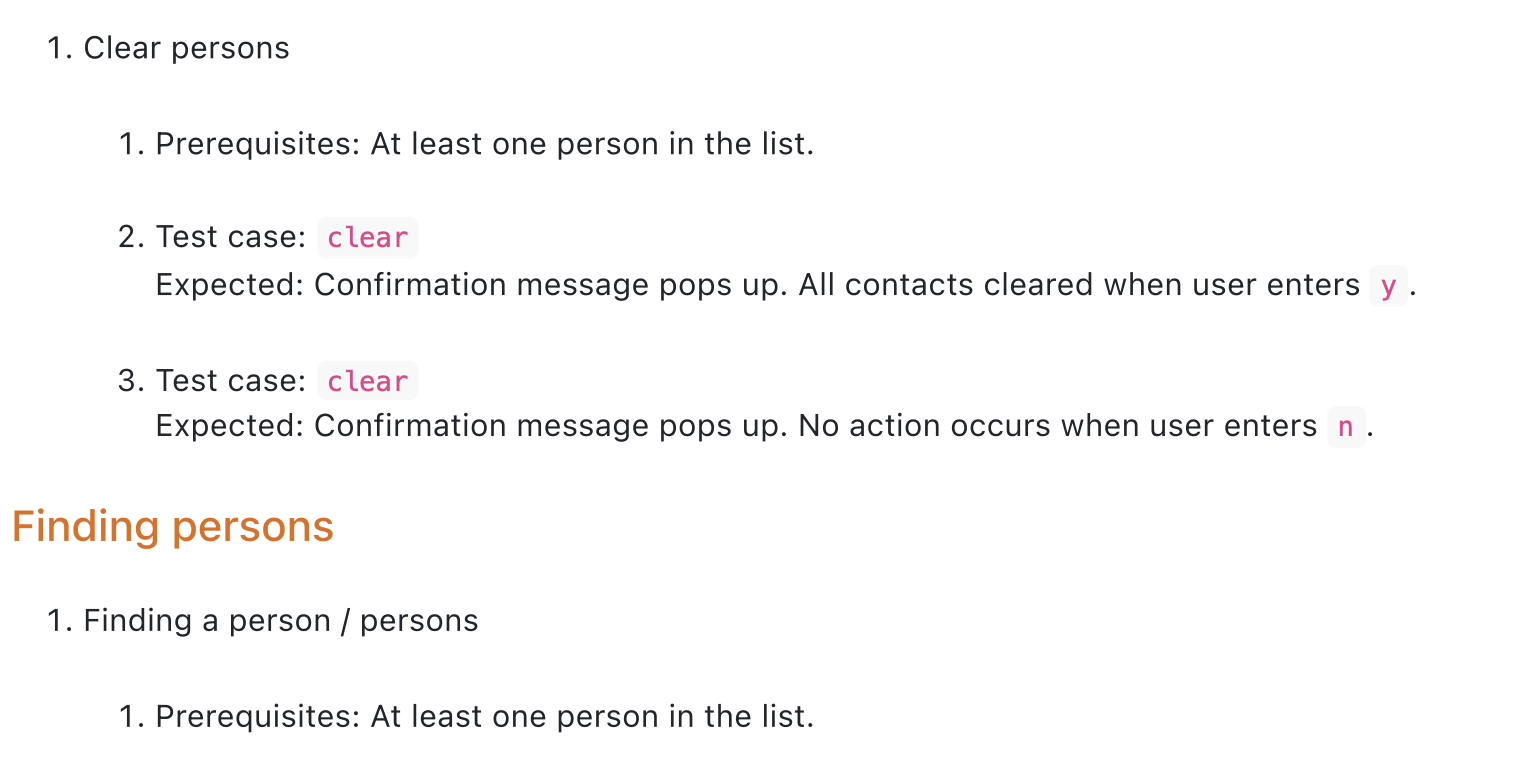 1. Clear persons
1. Prerequisites: At least one person in the list.
2. Test case: clear
Expected: Confirmation message pops up. All contacts cleared when user enters y.
3. Test case: clear
Expected: Confirmation message pops up. No action occurs when user enters n.
Finding persons
1. Finding a person / persons
1. Prerequisites: At least one person in the list.